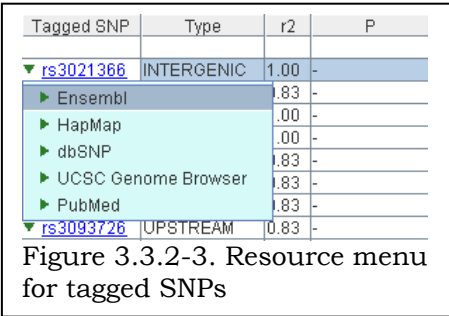 Tagged SNP Type r2 P
▼ rs3021366 INTERGENIC 1.00 -
▶ Ensembl .83 -
▶ HapMap .00 -
▶ dbSNP .00 -
▶ UCSC Genome Browser .83 -
▶ PubMed .83 -
▼ rs3093726 UPSTREAM 0.83 -
Figure 3.3.2-3. Resource menu
for tagged SNPs